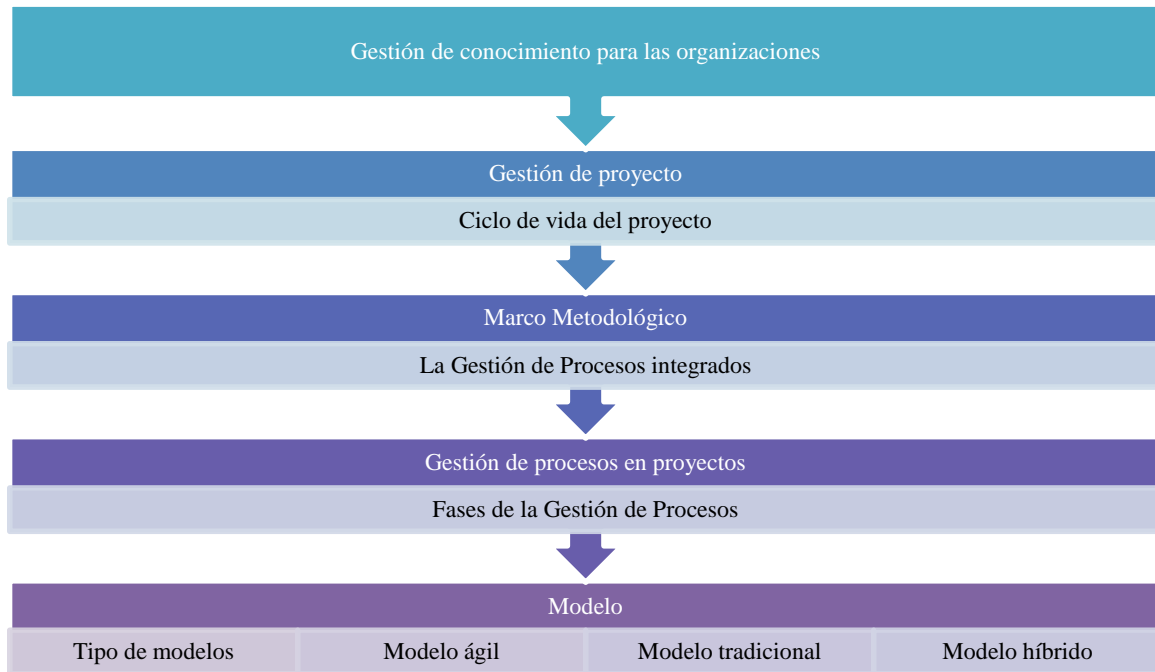 Gestión de conocimiento para las organizaciones
Gestión de proyecto
Ciclo de vida del proyecto
Marco Metodológico
La Gestión de Procesos integrados
Gestión de procesos en proyectos
Fases de la Gestión de Procesos
Modelo
Tipo de modelos
Modelo ágil
Modelo tradicional
Modelo híbrido